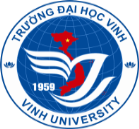 TRƯỜNG ĐẠI HỌC VINH
1959
VINH UNIVERSITY